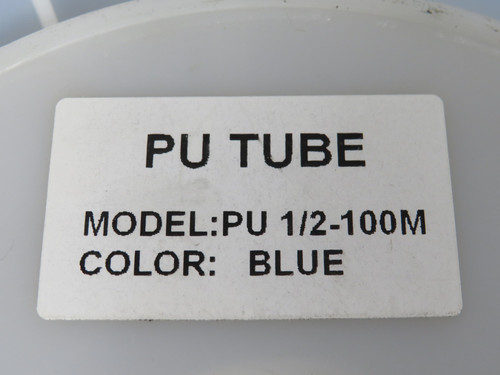 PU TUBE
MODEL:PU 1/2-100M
COLOR: BLUE